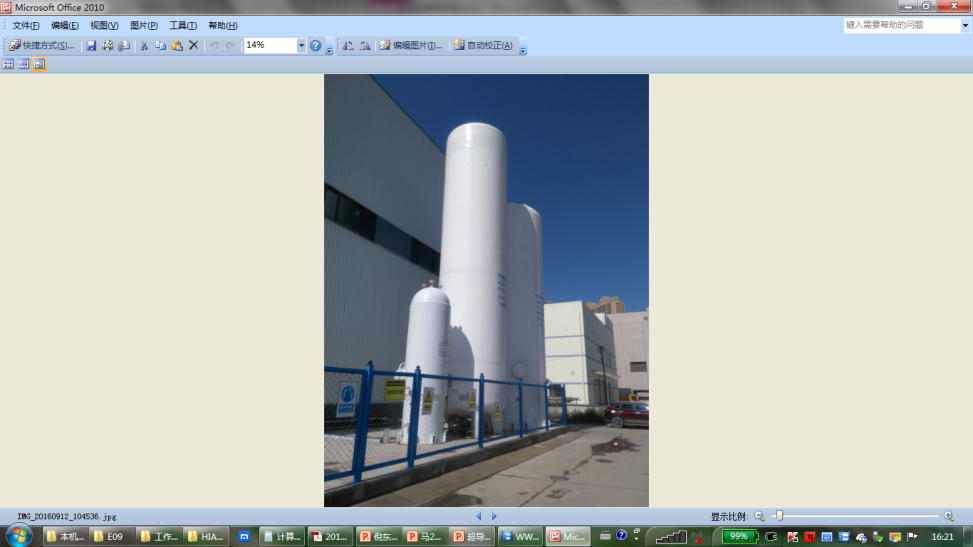 Microsoft Office 2010
文件(F) 编辑(E) 视图(V) 图片(P) 工具(T) 帮助(H)
键入需要帮助的问题
快捷方式(S)... 14% 编辑图片(I)... 自动校正(A)
IMG_20160912_104536.jpg
显示比例:
本机... E09 工作... HIA... 计算... 201... 倪东... 马2... 超导... WW... Mic... 99% 16:21